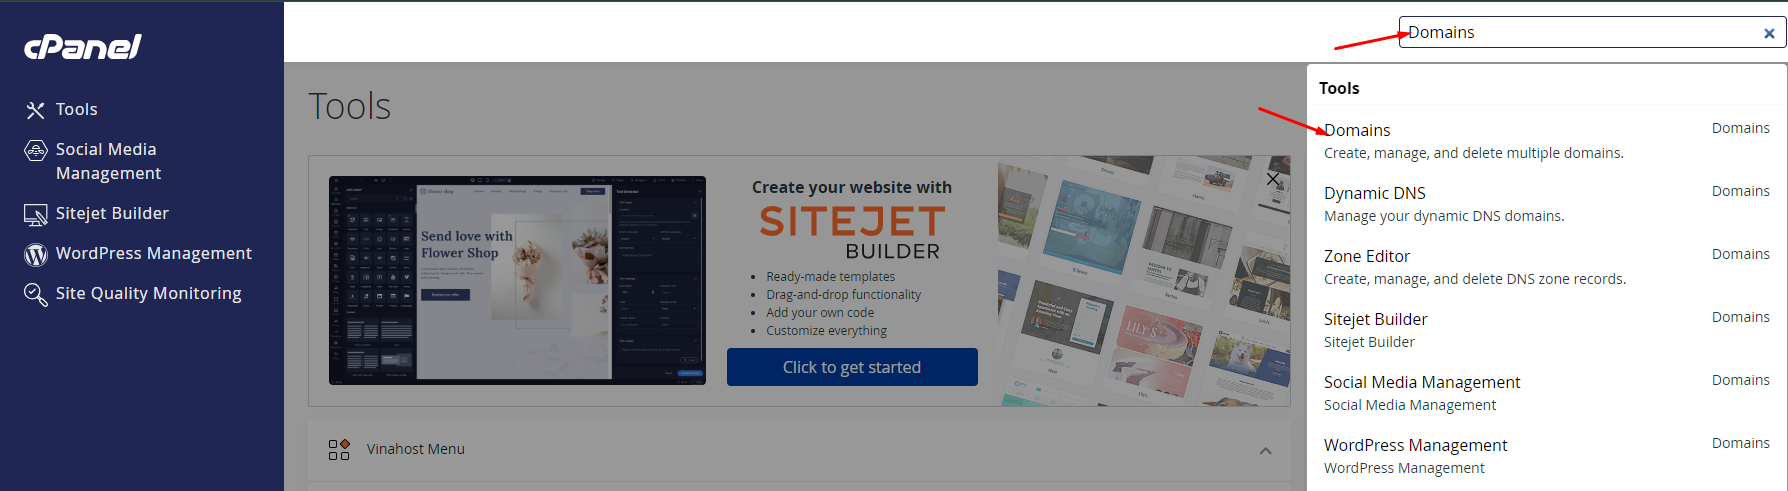 cPanel
Tools
Social Media
Management
Sitejet Builder
WordPress Management
Site Quality Monitoring
Domains
Tools
Send love with
Flower Shop
Create your website with
SITEJET
BUILDER
Ready-made templates
Drag-and-drop functionality
Add your own code
Customize everything
Click to get started
LILY'S
Vinahost Menu
Tools
Domains
Domains
Create, manage, and delete multiple domains.
Dynamic DNS
Domains
Manage your dynamic DNS domains.
Zone Editor
Domains
Create, manage, and delete DNS zone records.
Sitejet Builder
Domains
Sitejet Builder
Social Media Management
Domains
Social Media Management
WordPress Management
Domains
WordPress Management